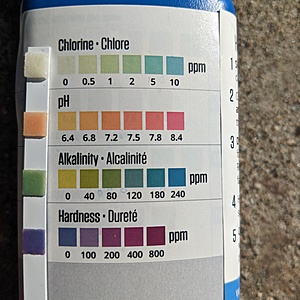 Chlorine • Chlore
ppm
0 0.5 1 2 5 10
pH
6.4 6.8 7.2 7.5 7.8 8.4
Alkalinity • Alcalinité
ppm
0 40 80 120 180 240
Hardness • Dureté
ppm
0 100 200 400 800
1
2
3
4
5